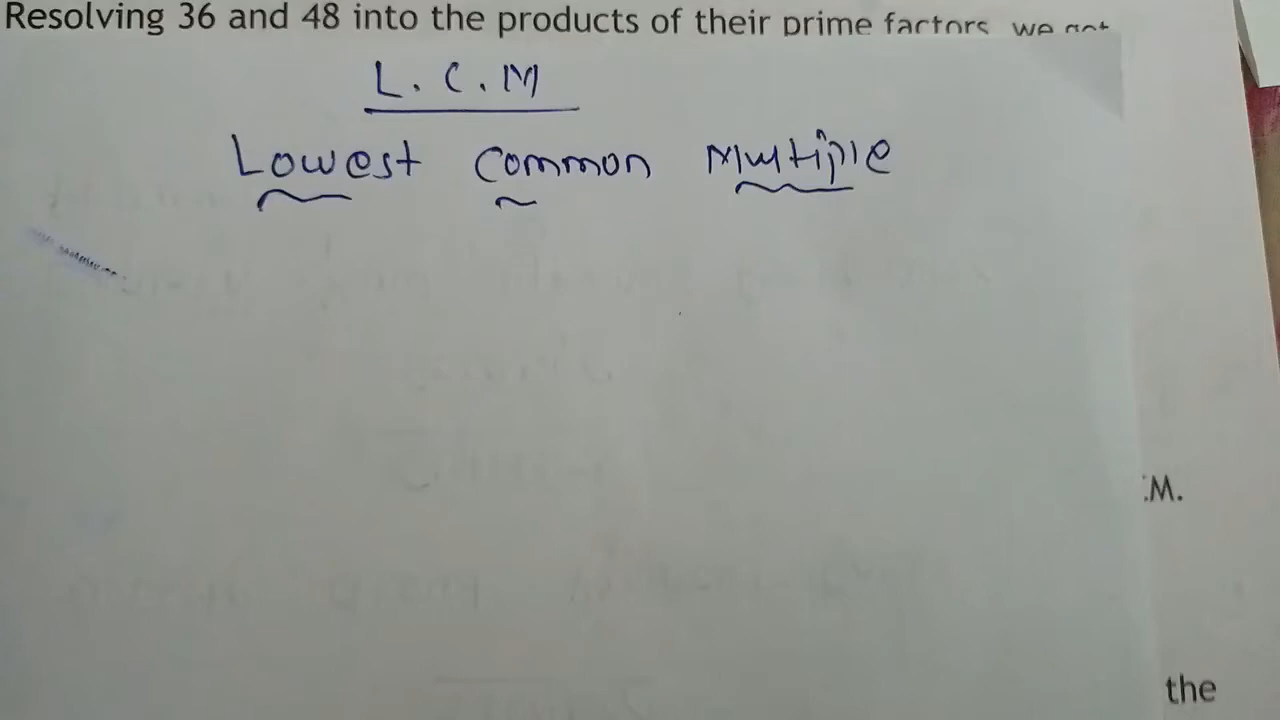 Resolving 36 and 48 into the products of their prime factors we get
L.C.M
Lowest Common Multiple
.M.
the